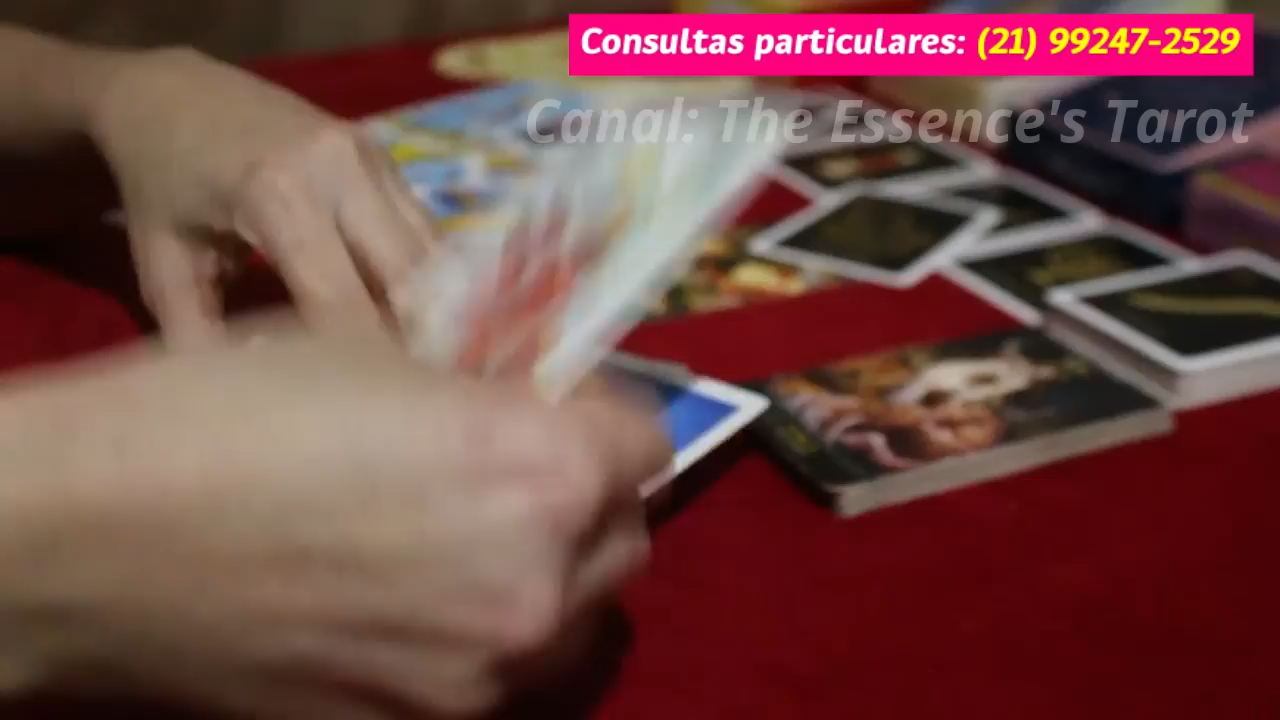 Consultas particulares: (21) 99247-2529
Canal: The Essence's Tarot